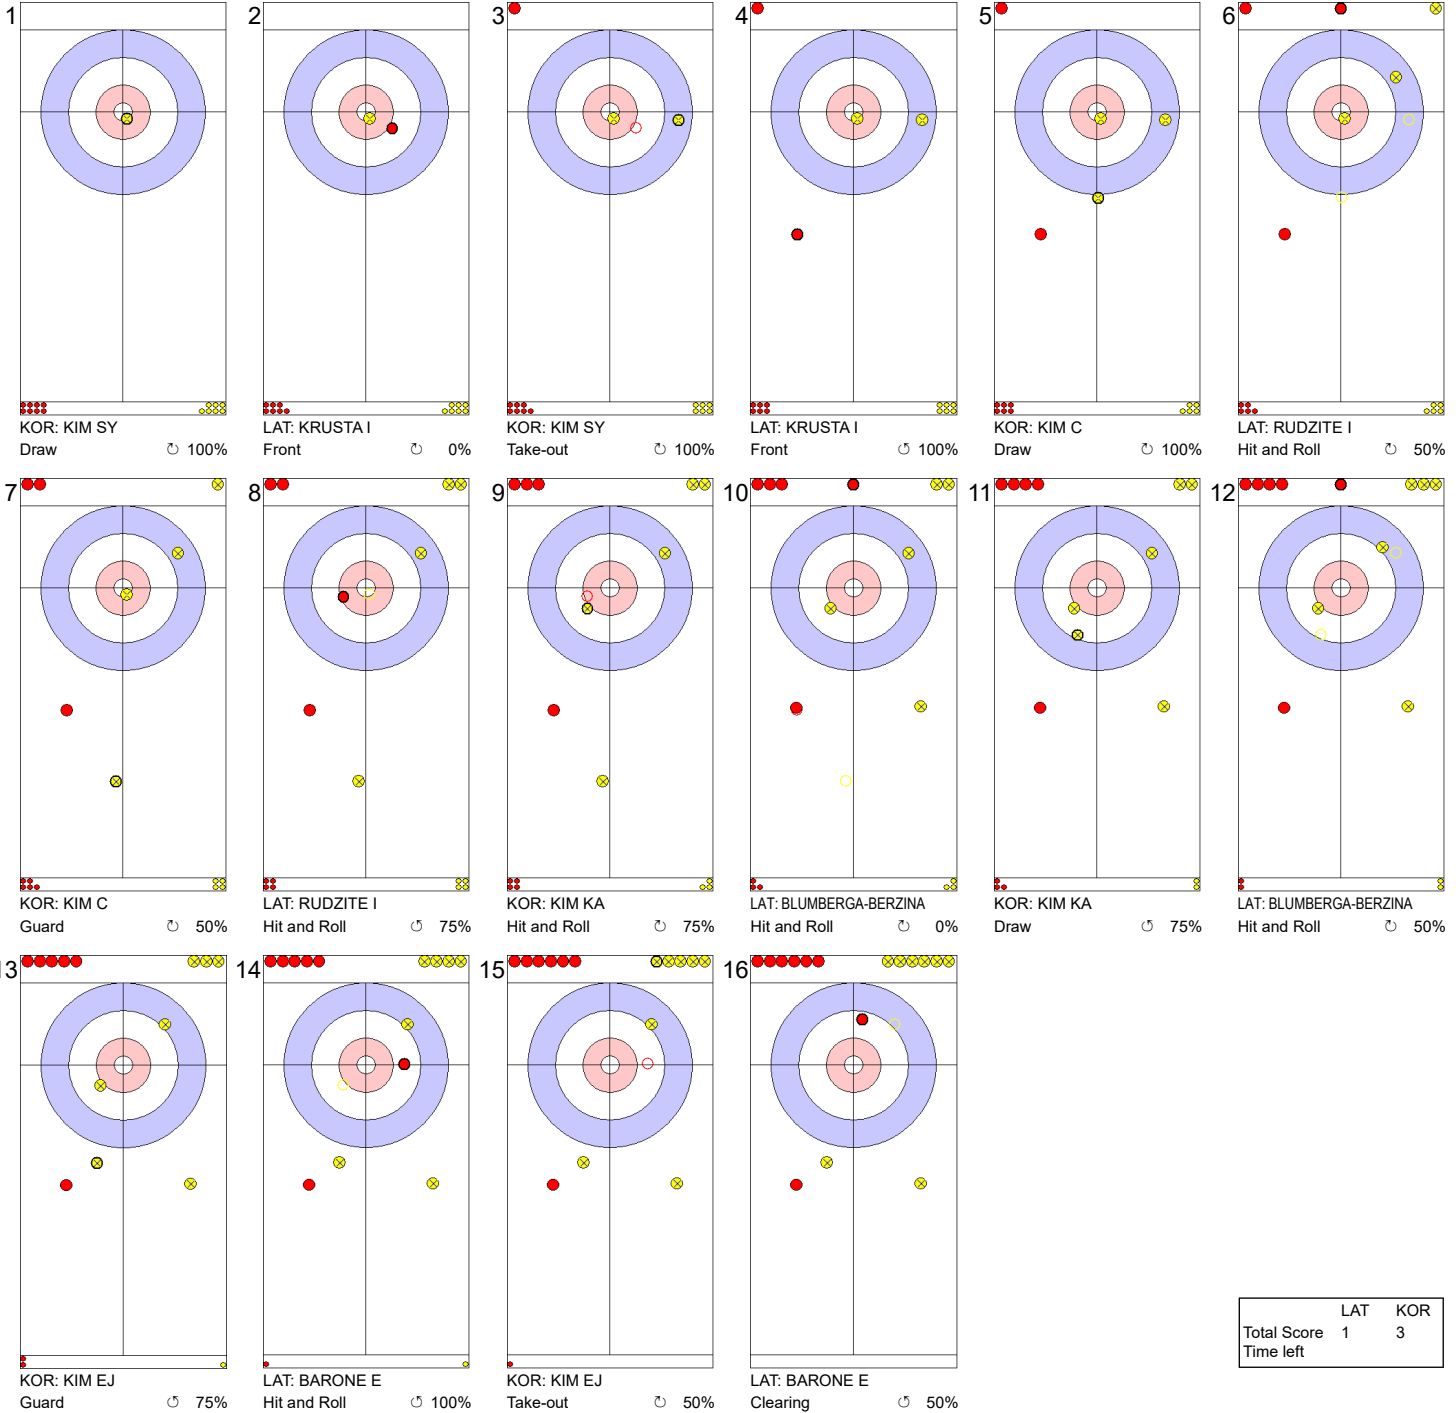 1
KOR: KIM SY
Draw ↻ 100%
2
LAT: KRUSTA I
Front ↻ 0%
3
KOR: KIM SY
Take-out ↻ 100%
4
LAT: KRUSTA I
Front ↺ 100%
5
KOR: KIM C
Draw ↻ 100%
6
LAT: RUDZITE I
Hit and Roll ↻ 50%
7
KOR: KIM C
Guard ↻ 50%
8
LAT: RUDZITE I
Hit and Roll ↺ 75%
9
KOR: KIM KA
Hit and Roll ↻ 75%
10
LAT: BLUMBERGA-BERZINA
Hit and Roll ↻ 0%
11
KOR: KIM KA
Draw ↺ 75%
12
LAT: BLUMBERGA-BERZINA
Hit and Roll ↻ 50%
13
KOR: KIM EJ
Guard ↺ 75%
14
LAT: BARONE E
Hit and Roll ↺ 100%
15
KOR: KIM EJ
Take-out ↻ 50%
16
LAT: BARONE E
Clearing ↺ 50%
LAT KOR
Total Score 1 3
Time left